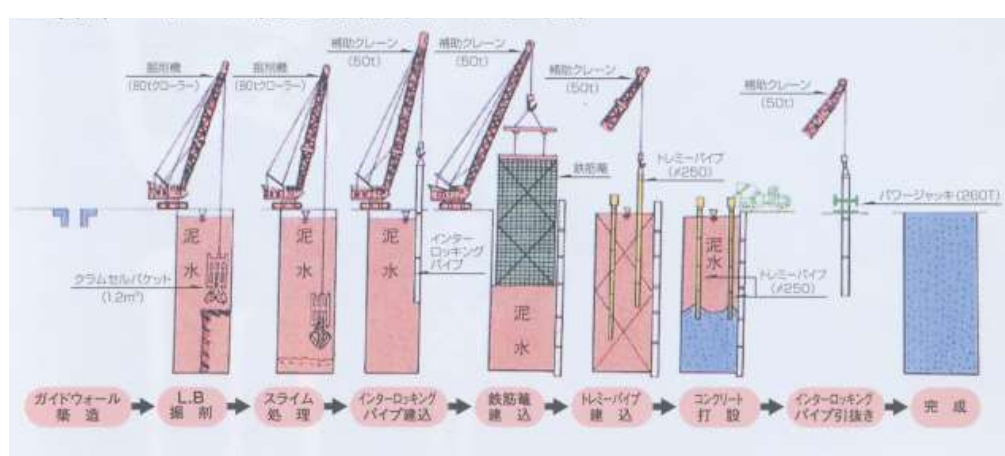 掘削機
(80tクローラー)
掘削機
(80tクローラー)
補助クレーン
(50t)
補助クレーン
(50t)
補助クレーン
(50t)
補助クレーン
(50t)
鉄筋篭
トレミーパイプ
(〆250)
パワージャッキ(260T)
泥
水
クラムセルバケット
(1.2m³)
泥
水
泥
水
インター
ロッキング
パイプ
泥
水
泥
水
トレミーパイプ
(〆250)
ガイドウォール
築造
L.B
掘削
スライム
処理
インターロッキング
パイプ建込
鉄筋篭
建込
トレミーパイプ
建込
コンクリート
打設
インターロッキング
パイプ引抜き
完成